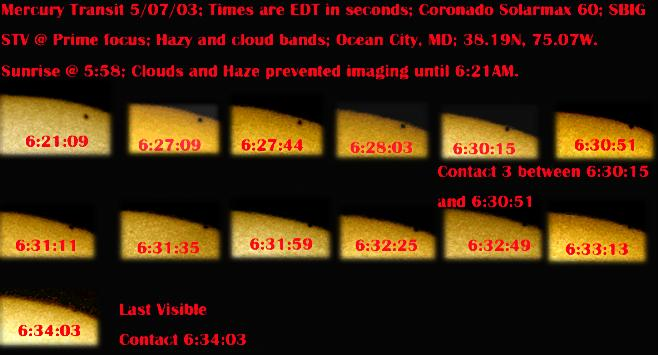 Mercury Transit 5/07/03; Times are EDT in seconds; Coronado Solarmax 60; SBIG
STV @ Prime focus; Hazy and cloud bands; Ocean City, MD; 38.19N, 75.07W.
Sunrise @ 5:58; Clouds and Haze prevented imaging until 6:21AM.
6:21:09 6:27:09 6:27:44 6:28:03 6:30:15 6:30:51
Contact 3 between 6:30:15
and 6:30:51
6:31:11 6:31:35 6:31:59 6:32:25 6:32:49 6:33:13
6:34:03
Last Visible
Contact 6:34:03